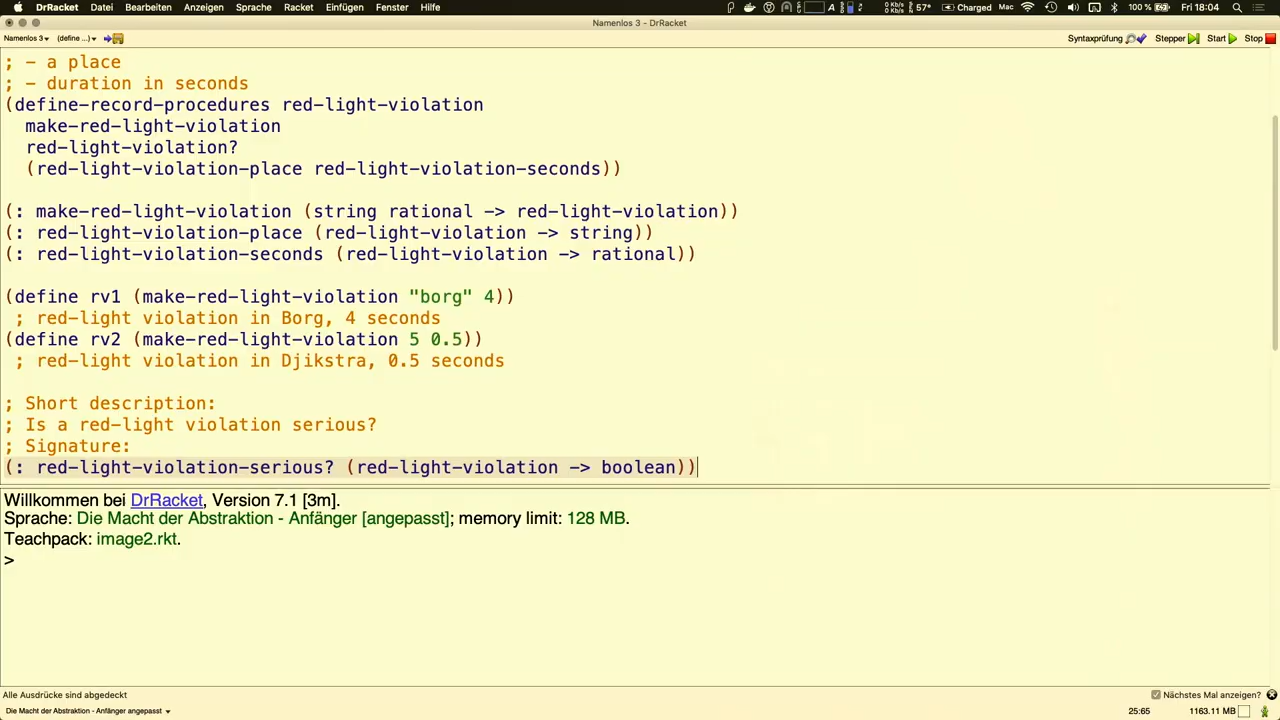 DrRacket Datei Bearbeiten Anzeigen Sprache Racket Einfügen Fenster Hilfe 57° Charged Mac 100 % Fri 18:04
Namenlos 3 - DrRacket
Namenlos 3 (define ...) Syntaxprüfung Stepper Start Stop
; - a place
; - duration in seconds
(define-record-procedures red-light-violation
make-red-light-violation
red-light-violation?
(red-light-violation-place red-light-violation-seconds))
(: make-red-light-violation (string rational -> red-light-violation))
(: red-light-violation-place (red-light-violation -> string))
(: red-light-violation-seconds (red-light-violation -> rational))
(define rv1 (make-red-light-violation "borg" 4))
; red-light violation in Borg, 4 seconds
(define rv2 (make-red-light-violation 5 0.5))
; red-light violation in Djikstra, 0.5 seconds
; Short description:
; Is a red-light violation serious?
; Signature:
(: red-light-violation-serious? (red-light-violation -> boolean))
Willkommen bei DrRacket, Version 7.1 [3m].
Sprache: Die Macht der Abstraktion - Anfänger [angepasst]; memory limit: 128 MB.
Teachpack: image2.rkt.
>
Alle Ausdrücke sind abgedeckt Nächstes Mal anzeigen?
Die Macht der Abstraktion - Anfänger angepasst 25:65 1163.11 MB